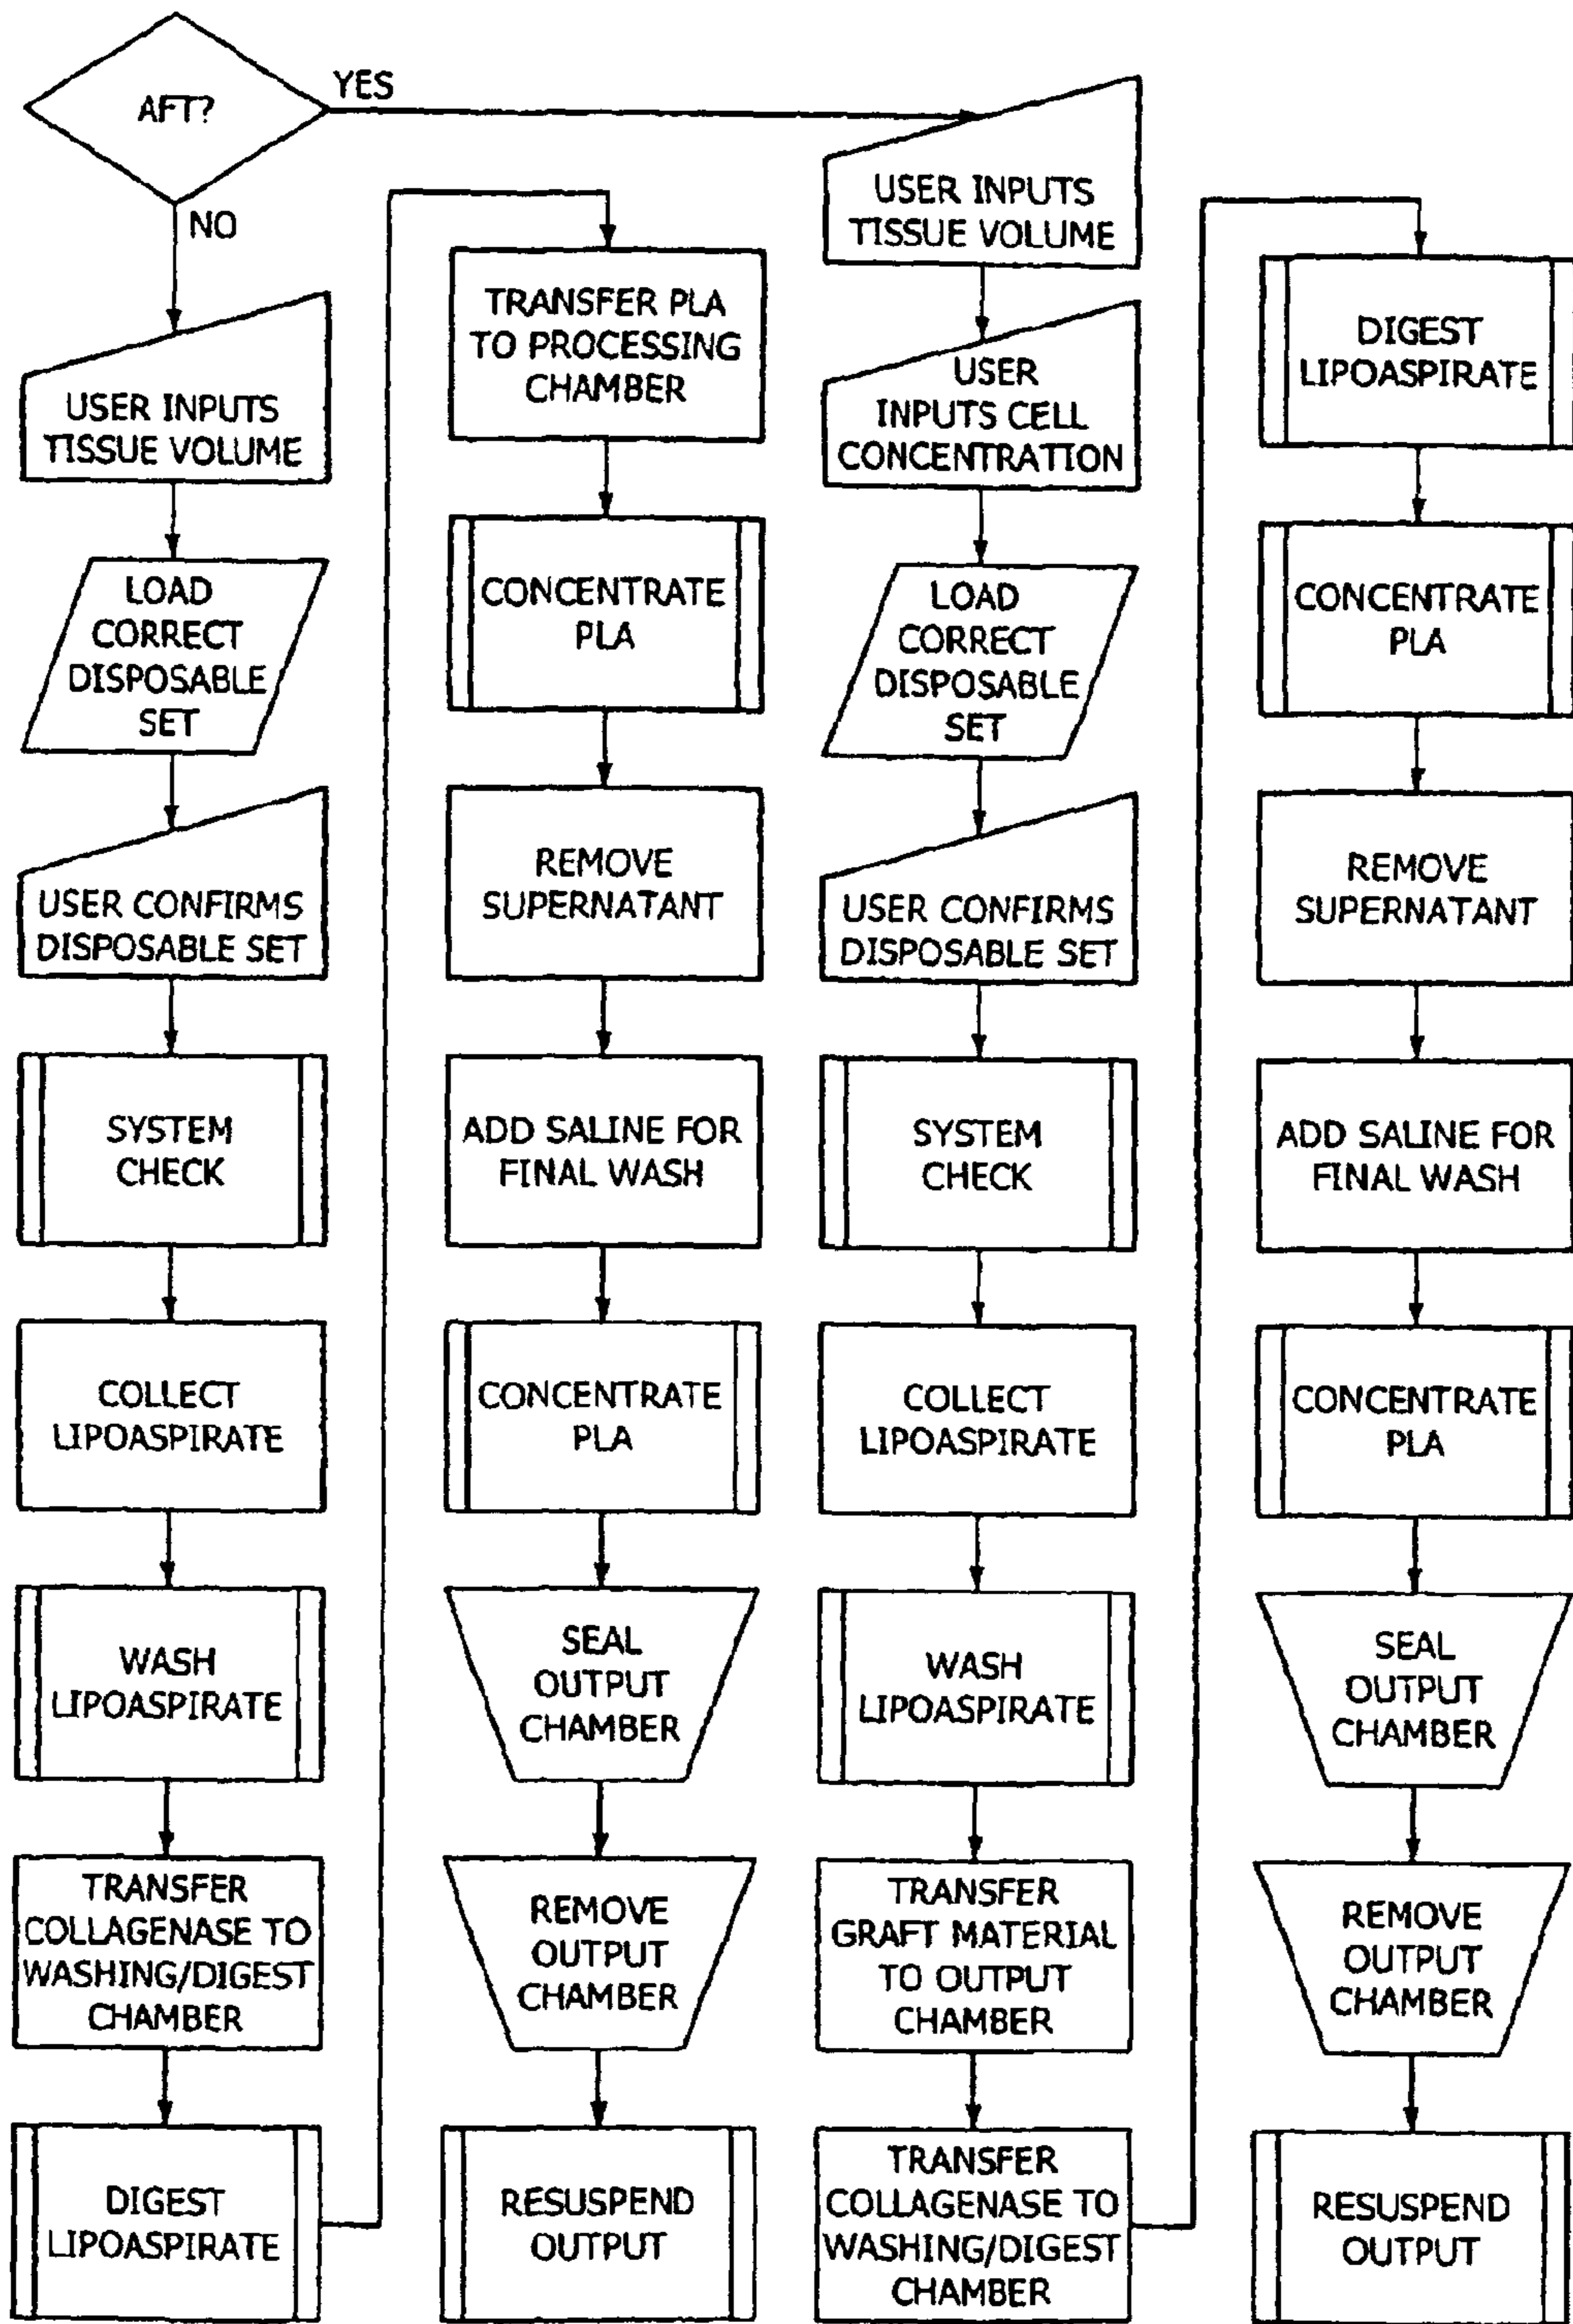 AFT?
YES
NO
USER INPUTS
TISSUE VOLUME
LOAD
CORRECT
DISPOSABLE
SET
USER CONFIRMS
DISPOSABLE SET
SYSTEM
CHECK
COLLECT
LIPOASPIRATE
WASH
LIPOASPIRATE
TRANSFER
COLLAGENASE TO
WASHING/DIGEST
CHAMBER
DIGEST
LIPOASPIRATE
TRANSFER PLA
TO PROCESSING
CHAMBER
CONCENTRATE
PLA
REMOVE
SUPERNATANT
ADD SALINE FOR
FINAL WASH
CONCENTRATE
PLA
SEAL
OUTPUT
CHAMBER
REMOVE
OUTPUT
CHAMBER
RESUSPEND
OUTPUT
USER INPUTS
TISSUE VOLUME
USER
INPUTS CELL
CONCENTRATION
LOAD
CORRECT
DISPOSABLE
SET
USER CONFIRMS
DISPOSABLE SET
SYSTEM
CHECK
COLLECT
LIPOASPIRATE
WASH
LIPOASPIRATE
TRANSFER
GRAFT MATERIAL
TO OUTPUT
CHAMBER
TRANSFER
COLLAGENASE TO
WASHING/DIGEST
CHAMBER
DIGEST
LIPOASPIRATE
CONCENTRATE
PLA
REMOVE
SUPERNATANT
ADD SALINE FOR
FINAL WASH
CONCENTRATE
PLA
SEAL
OUTPUT
CHAMBER
REMOVE
OUTPUT
CHAMBER
RESUSPEND
OUTPUT